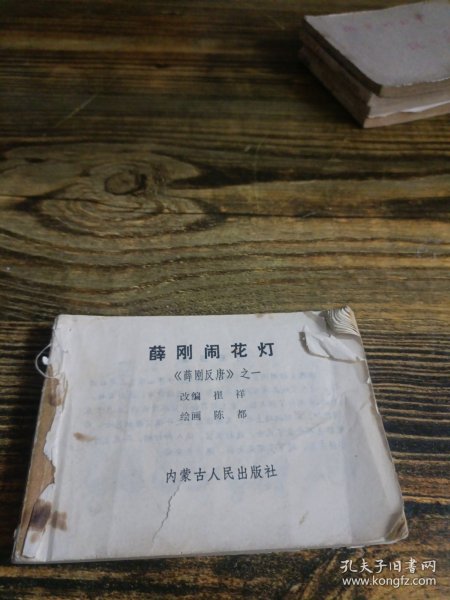 薛刚闹花灯
《薛刚反唐》之一
改编 崔祥
绘画 陈都
内蒙古人民出版社
孔夫子旧书网
www.kongfz.com